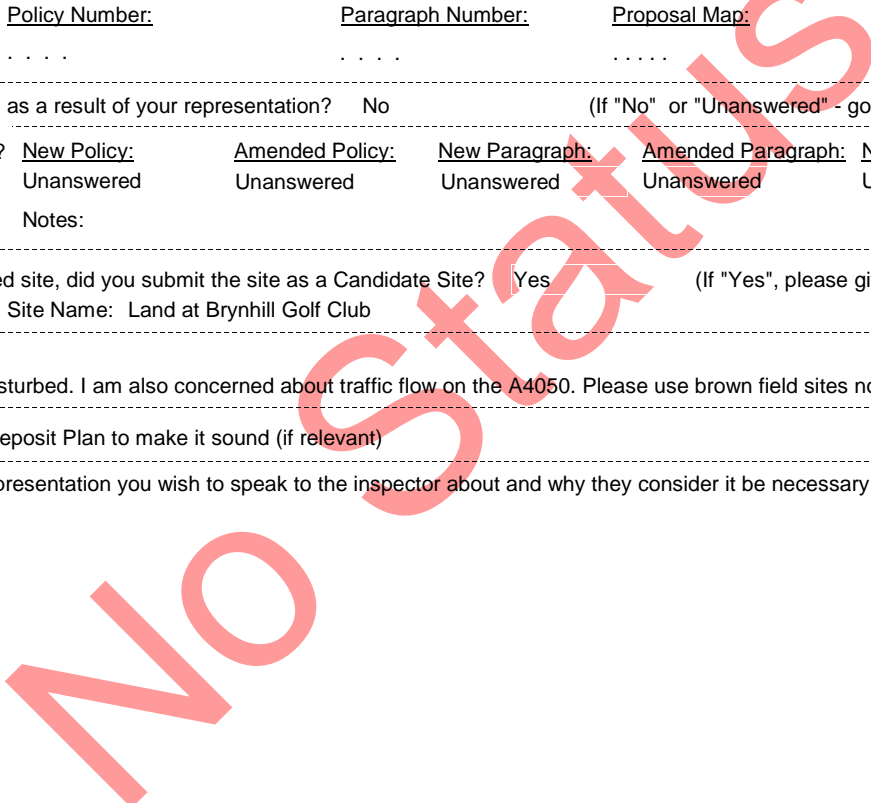 Policy Number: Paragraph Number: Proposal Map:
. . . . . . . . . . . . .
as a result of your representation? No (If "No" or "Unanswered" - go
? New Policy: Amended Policy: New Paragraph: Amended Paragraph: N
Unanswered Unanswered Unanswered Unanswered U
Notes:
ed site, did you submit the site as a Candidate Site? Yes (If "Yes", please gi
Site Name: Land at Brynhill Golf Club
sturbed. I am also concerned about traffic flow on the A4050. Please use brown field sites no
eposit Plan to make it sound (if relevant)
presentation you wish to speak to the inspector about and why they consider it be necessary
No Status